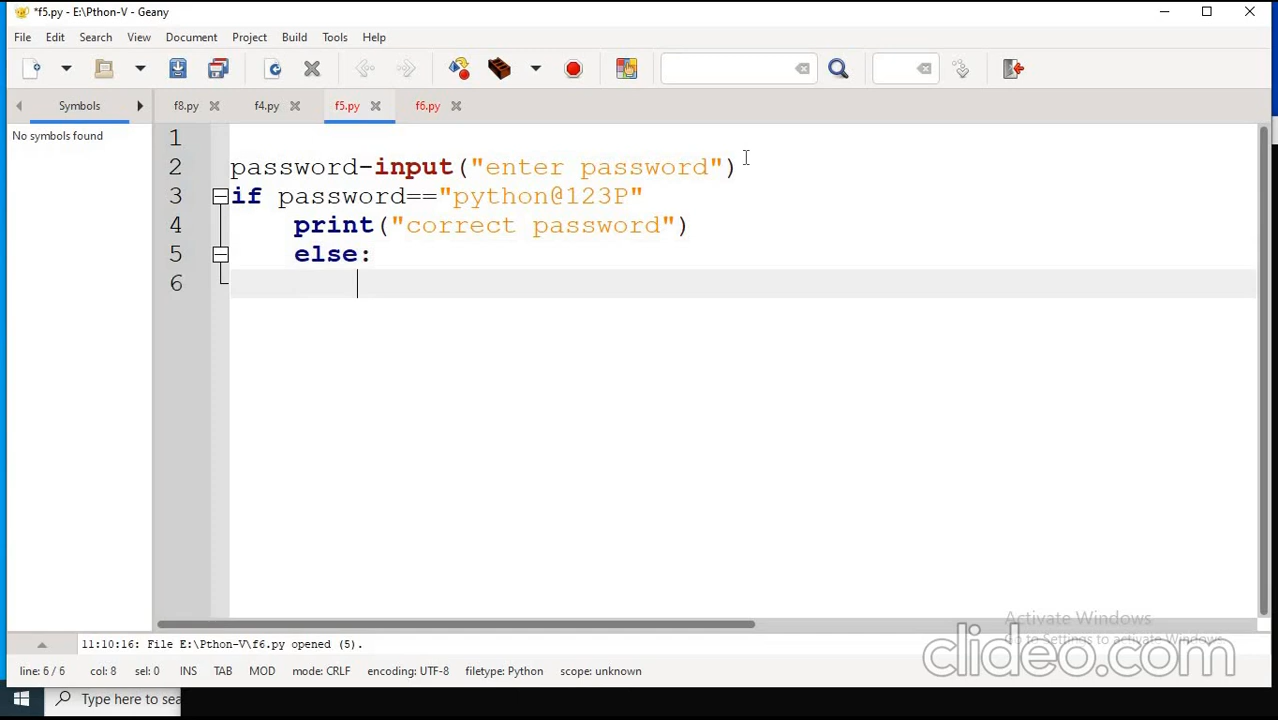 *f5.py - E:\Pthon-V - Geany
File Edit Search View Document Project Build Tools Help
Symbols f8.py f4.py f5.py f6.py
No symbols found
1
2 password-input("enter password")
3 if password=="python@123P"
4 print("correct password")
5 else:
6
11:10:16: File E:\Pthon-V\f6.py opened (5).
Activate Windows
Go to Settings to activate Windows.
clideo.com
line: 6 / 6 col: 8 sel: 0 INS TAB MOD mode: CRLF encoding: UTF-8 filetype: Python scope: unknown
Type here to sea